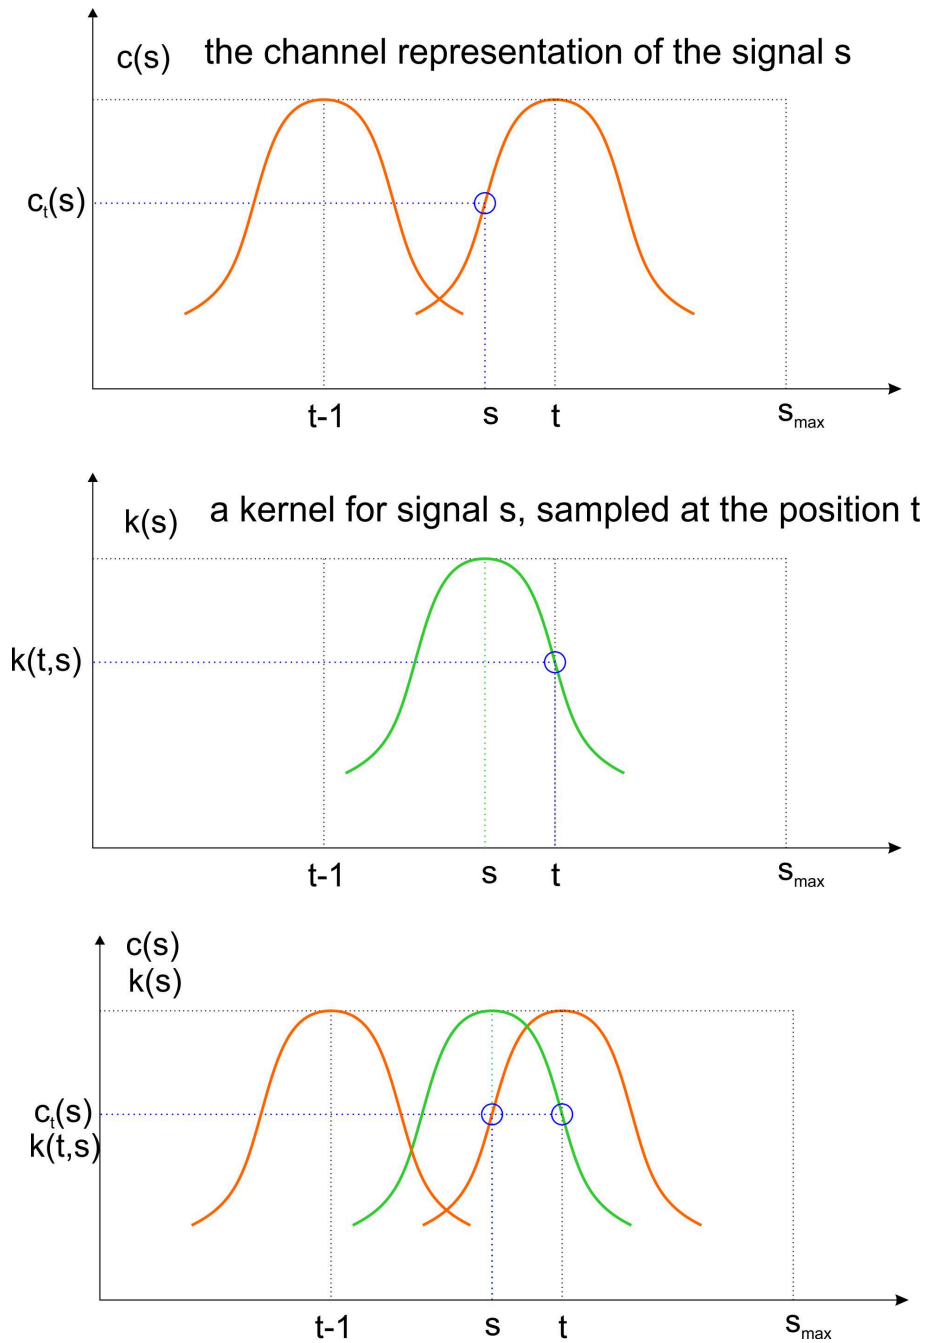 c(s) the channel representation of the signal s
cₜ(s)
t-1 s t sₘₐₓ
k(s) a kernel for signal s, sampled at the position t
k(t,s)
t-1 s t sₘₐₓ
c(s)
k(s)
cₜ(s)
k(t,s)
t-1 s t sₘₐₓ